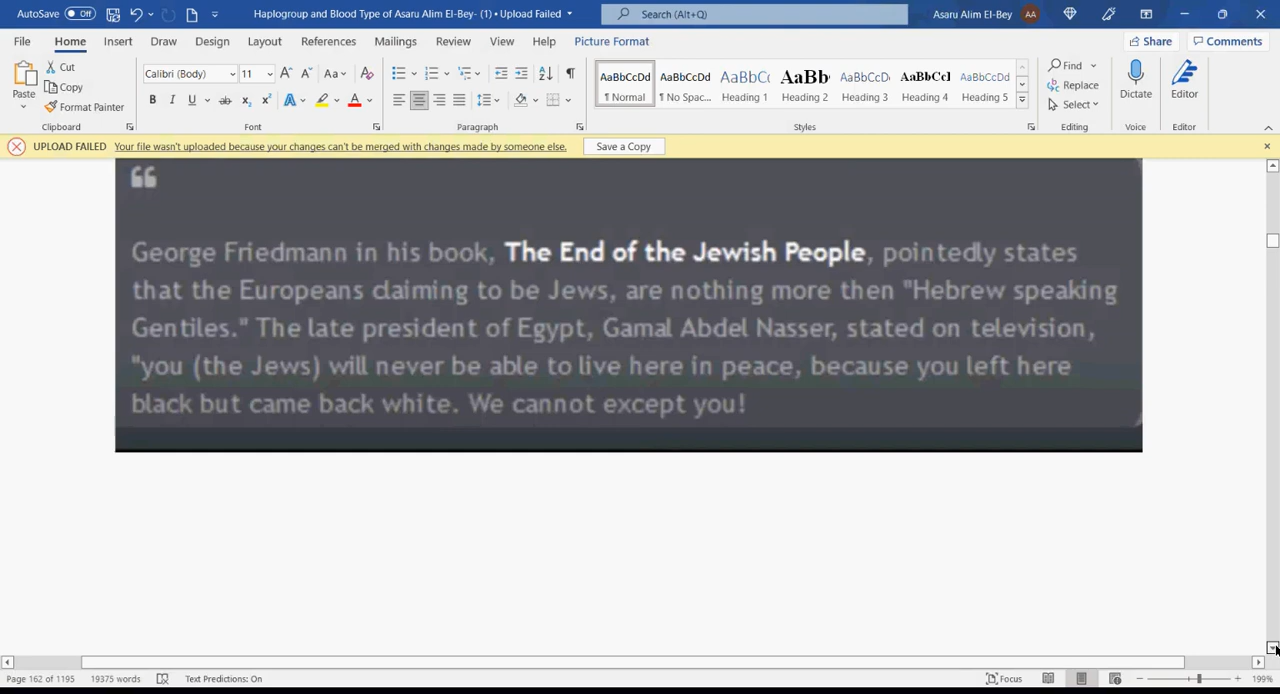 AutoSave Off Haplogroup and Blood Type of Asaru Alim El-Bey- (1) • Upload Failed Search (Alt+Q) Asaru Alim El-Bey AA
File Home Insert Draw Design Layout References Mailings Review View Help Picture Format Share Comments
Paste Cut Copy Format Painter
Calibri (Body) 11 Aa
B I U ab x2 x2 A A
AaBbCcDd AaBbCcDd AaBbCc AaBb AaBbCcD AaBbCcI AaBbCcDd
¶ Normal ¶ No Spac... Heading 1 Heading 2 Heading 3 Heading 4 Heading 5
Find Replace Select
Dictate Editor
Clipboard Font Paragraph Styles Editing Voice Editor
UPLOAD FAILED Your file wasn't uploaded because your changes can't be merged with changes made by someone else. Save a Copy
“
George Friedmann in his book, The End of the Jewish People, pointedly states
that the Europeans claiming to be Jews, are nothing more then "Hebrew speaking
Gentiles." The late president of Egypt, Gamal Abdel Nasser, stated on television,
"you (the Jews) will never be able to live here in peace, because you left here
black but came back white. We cannot except you!
Page 162 of 1195 19375 words Text Predictions: On Focus 199%